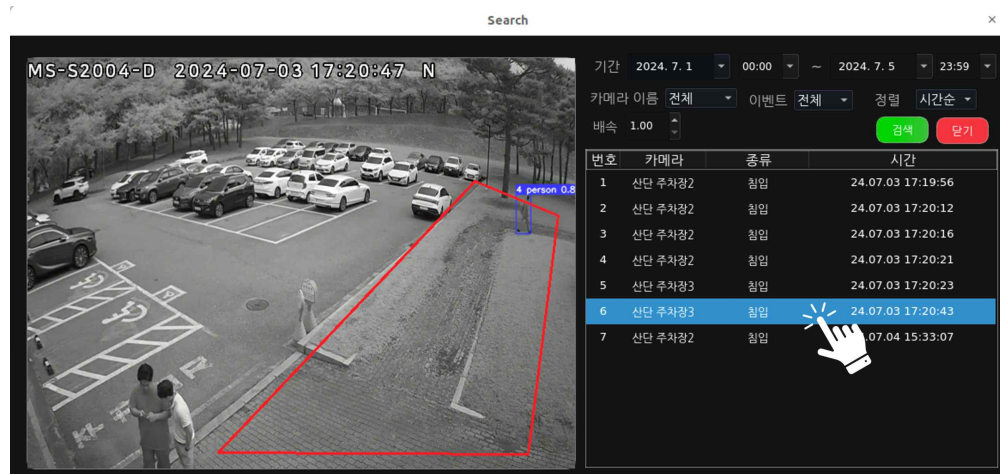 Search ×
MS-S2004-D 2024-07-03 17:20:47 N
4 person 0.8
기간 2024. 7. 1 00:00 ~ 2024. 7. 5 23:59
카메라 이름 전체 이벤트 전체 정렬 시간순
배속 1.00 검색 닫기
번호 카메라 종류 시간
1 산단 주차장2 침입 24.07.03 17:19:56
2 산단 주차장2 침입 24.07.03 17:20:12
3 산단 주차장2 침입 24.07.03 17:20:16
4 산단 주차장2 침입 24.07.03 17:20:21
5 산단 주차장3 침입 24.07.03 17:20:23
6 산단 주차장3 침입 24.07.03 17:20:43
7 산단 주차장2 침입 .07.04 15:33:07